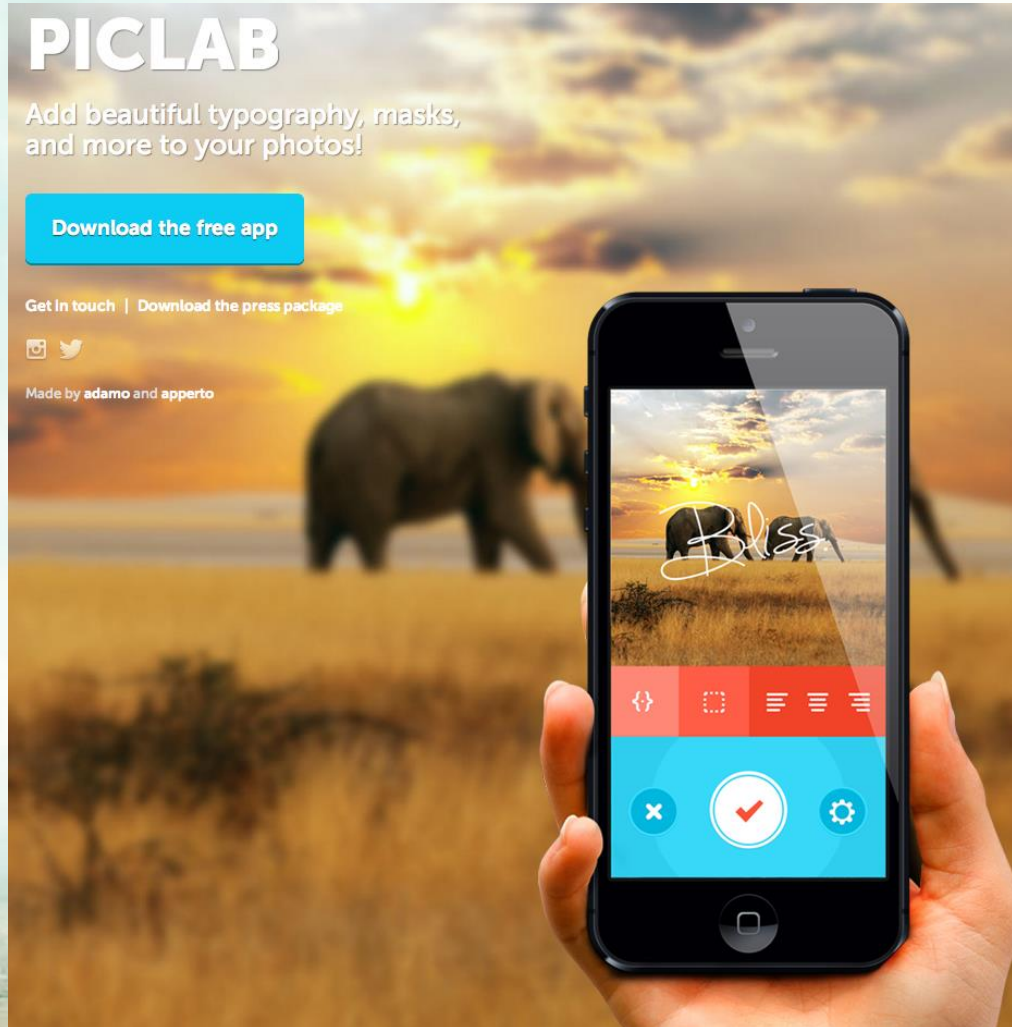 PICLAB
Add beautiful typography, masks,
and more to your photos!
Download the free app
Get in touch | Download the press package
Made by adamo and apperto
Bliss.